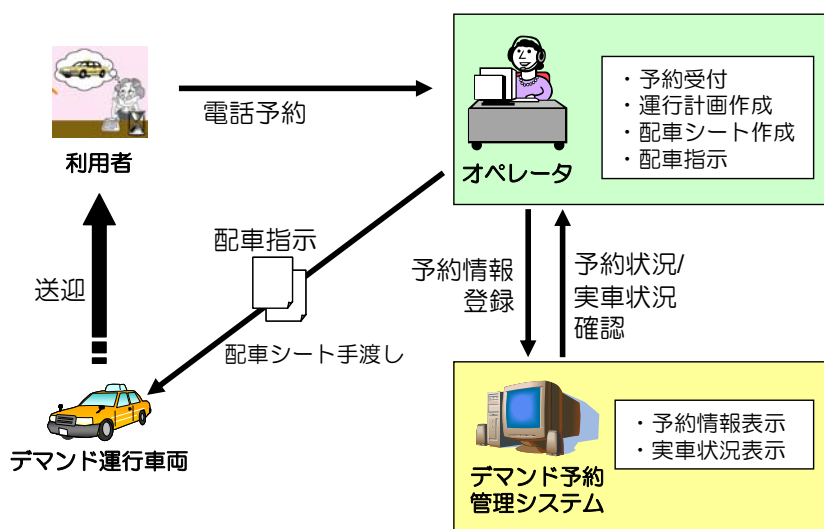 電話予約
利用者
オペレータ
・予約受付
・運行計画作成
・配車シート作成
・配車指示
配車指示
送迎
予約情報
登録
予約状況/
実車状況
確認
配車シート手渡し
デマンド運行車両
デマンド予約
管理システム
・予約情報表示
・実車状況表示